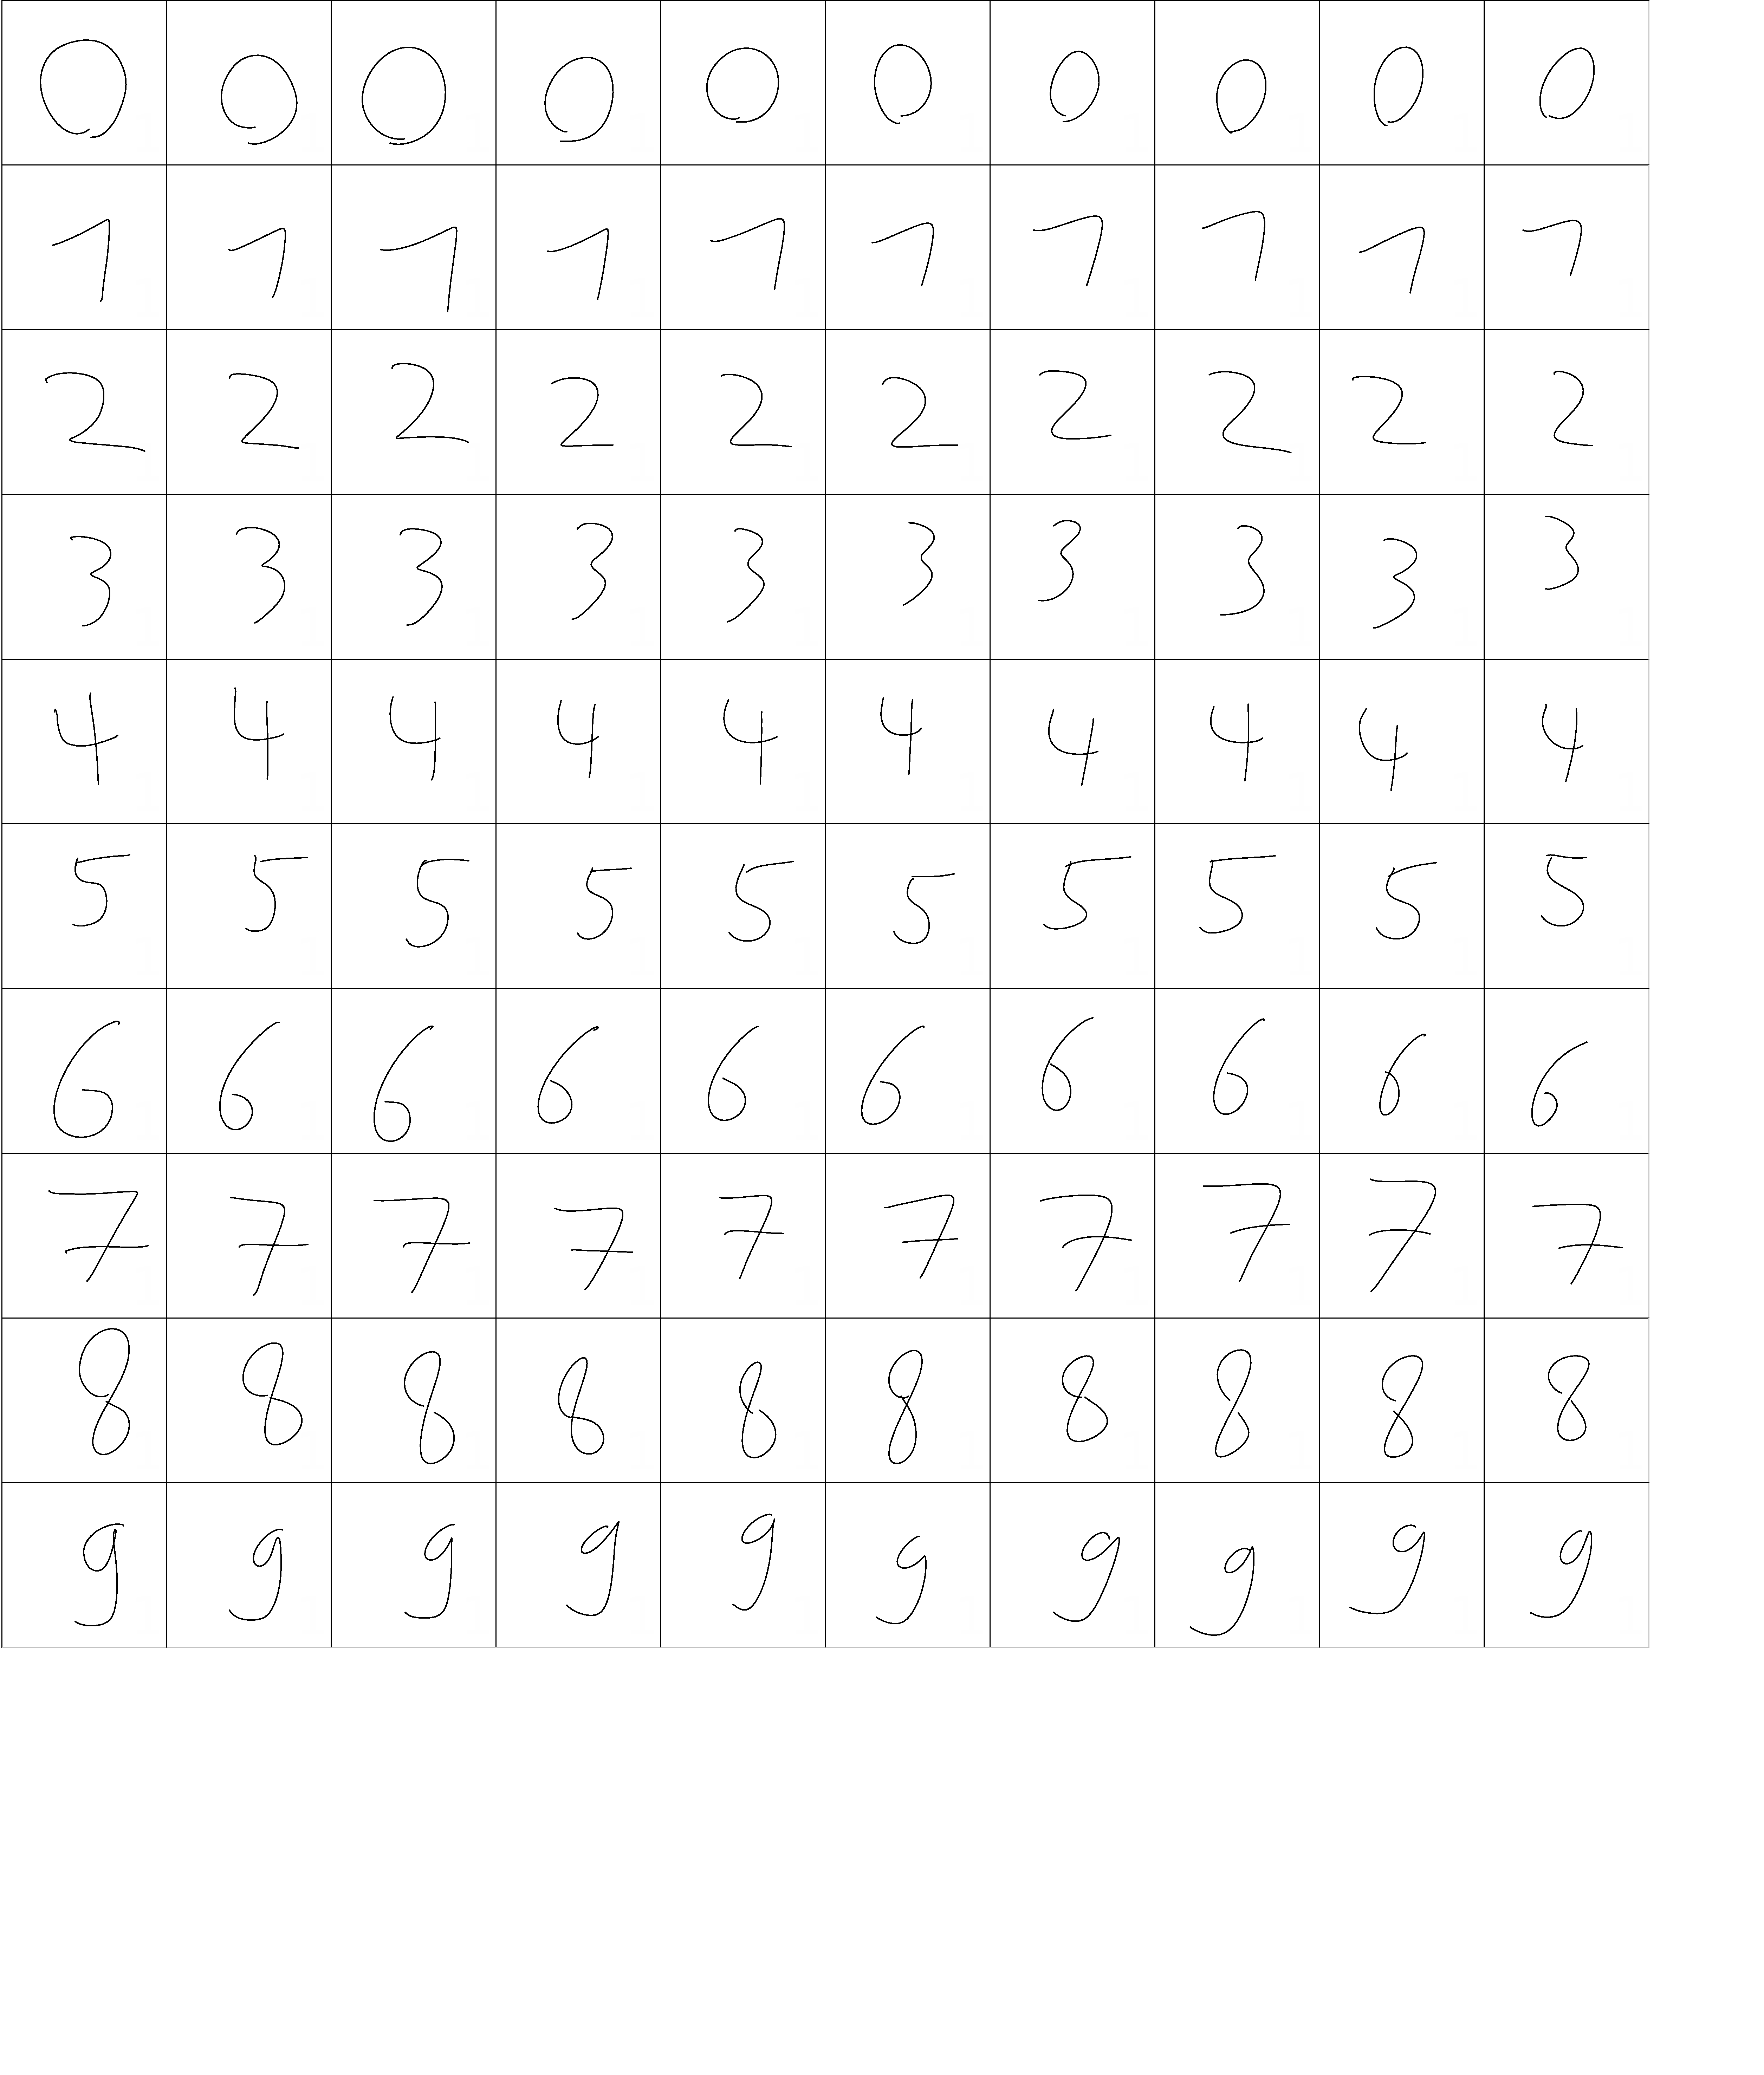 0 0 0 0 0 0 0 0 0 0
1 1 1 1 1 1 1 1 1 1
2 2 2 2 2 2 2 2 2 2
3 3 3 3 3 3 3 3 3 3
4 4 4 4 4 4 4 4 4 4
5 5 5 5 5 5 5 5 5 5
6 6 6 6 6 6 6 6 6 6
7 7 7 7 7 7 7 7 7 7
8 8 8 8 8 8 8 8 8 8
9 9 9 9 9 9 9 9 9 9